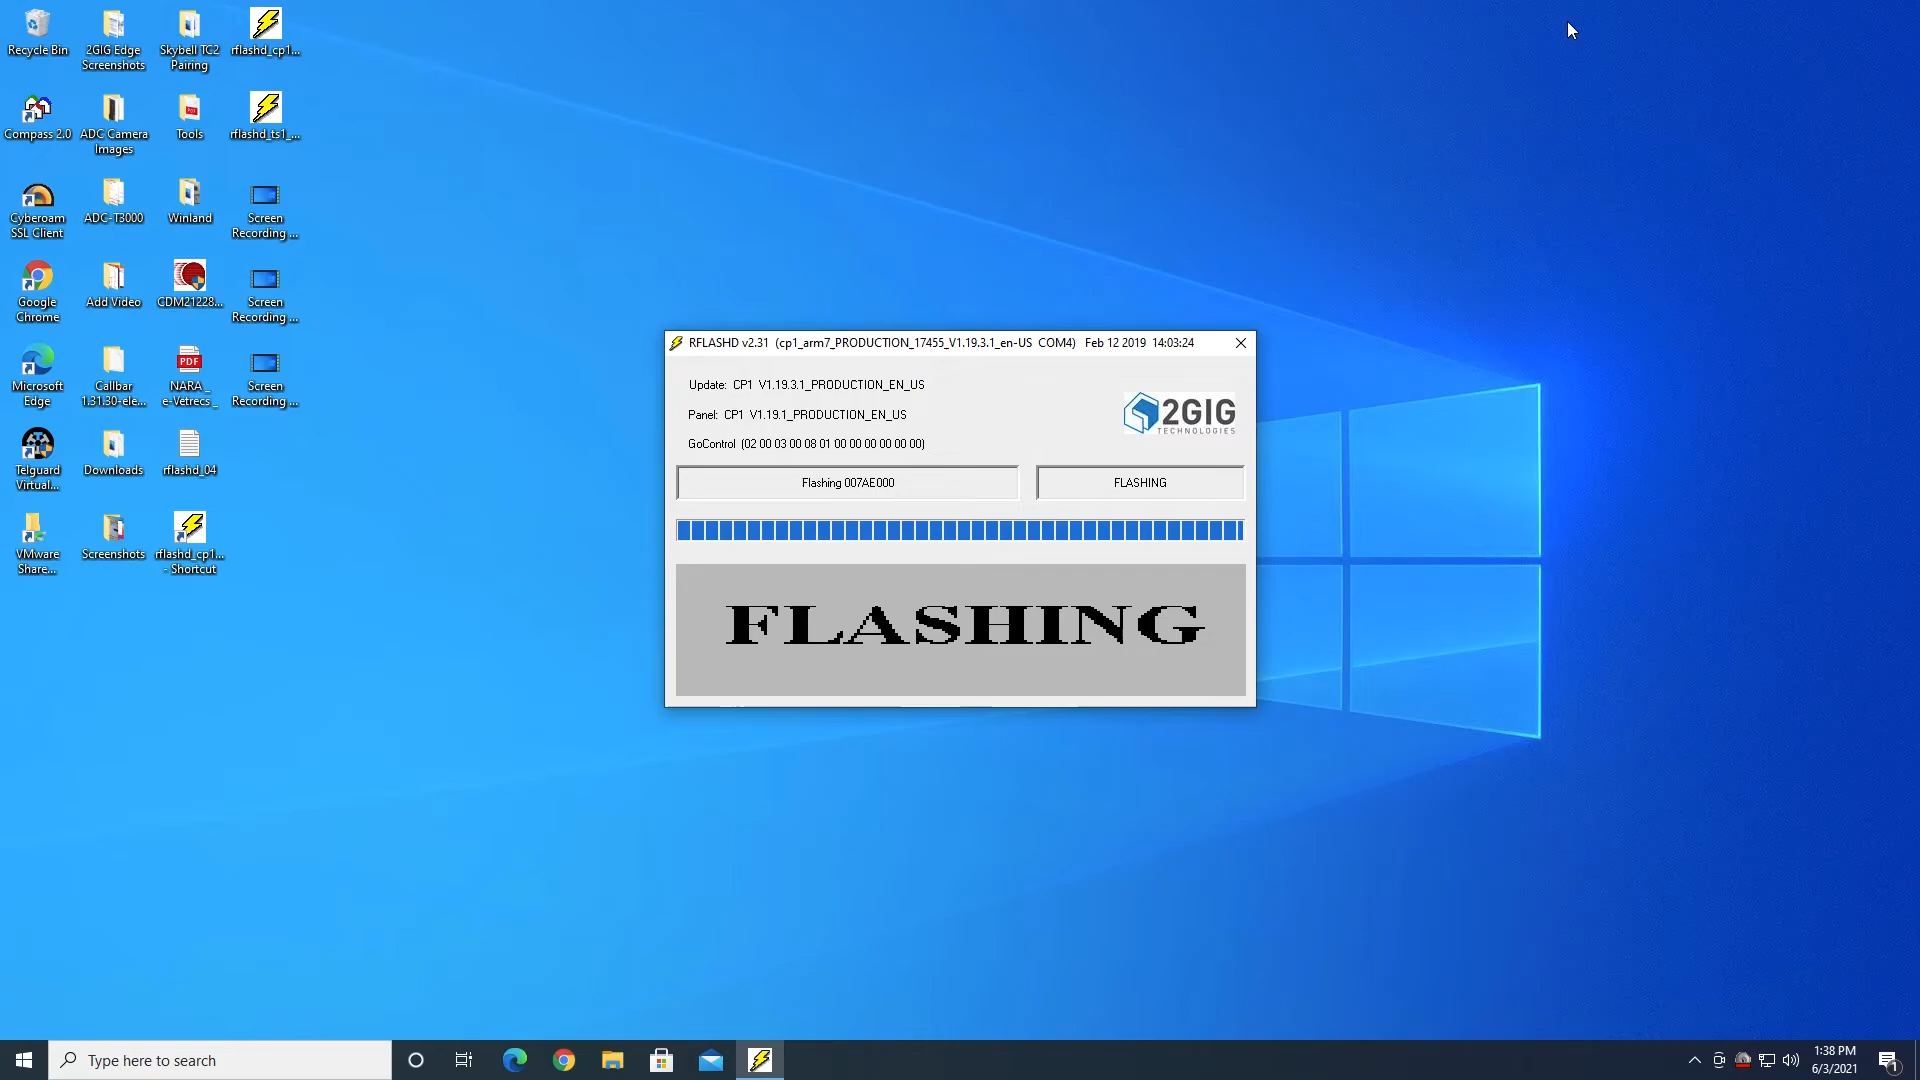 Recycle Bin
2GIG Edge
Screenshots
Skybell TC2
Pairing
rflashd_cp1...
Compass 2.0
ADC Camera
Images
Tools
rflashd_ts1_...
Cyberoam
SSL Client
ADC-T3000
Winland
Screen
Recording ...
Google
Chrome
Add Video
CDM21228...
Screen
Recording ...
Microsoft
Edge
Callbar
1.31.30-ele...
PDF
NARA_
e-Vetrecs_
Screen
Recording ...
Telguard
Virtual...
Downloads
rflashd_04
VMware
Share...
Screenshots
rflashd_cp1...
- Shortcut
RFLASHD v2.31 (cp1_arm7_PRODUCTION_17455_V1.19.3.1_en-US COM4) Feb 12 2019 14:03:24
Update: CP1 V1.19.3.1_PRODUCTION_EN_US
Panel: CP1 V1.19.1_PRODUCTION_EN_US
GoControl (02 00 03 00 08 01 00 00 00 00 00 00)
2GIG
TECHNOLOGIES
Flashing 007AE000
FLASHING
FLASHING
Type here to search
1:38 PM
6/3/2021
1